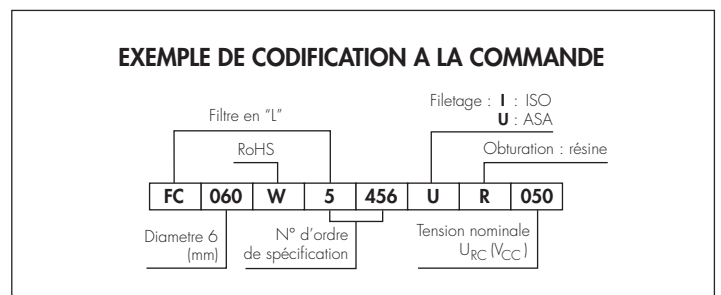 EXEMPLE DE CODIFICATION A LA COMMANDE
Filetage : I : ISO
U : ASA
Filtre en “L”
RoHS
Obturation : résine
FC 060 W 5 456 U R 050
Diametre 6
(mm)
N° d’ordre
de spécification
Tension nominale
URC (VCC)